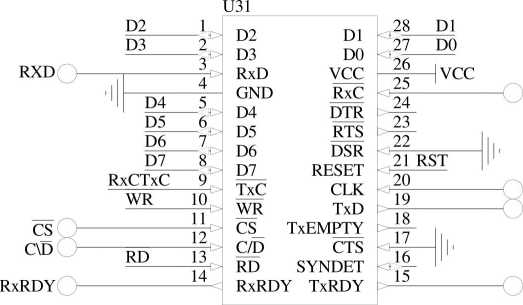 U31
D2 1 D2 D1 28 D1
D3 2 D3 D0 27 D0
RXD 3 RxD VCC 26 VCC
4 GND RxC 25
D4 5 D4 DTR 24
D5 6 D5 RTS 23
D6 7 D6 DSR 22
D7 8 D7 RESET 21 RST
RxCTxC 9 TxC CLK 20
WR 10 WR TxD 19
CS 11 CS TxEMPTY 18
C\D 12 C/D CTS 17
RD 13 RD SYNDET 16
RxRDY 14 RxRDY TxRDY 15